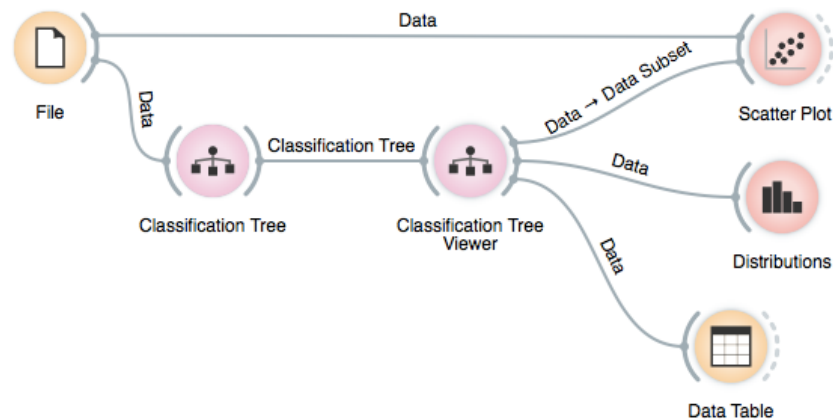 Data
File
Data
Classification Tree
Classification Tree
Classification Tree
Viewer
Data → Data Subset
Scatter Plot
Data
Distributions
Data
Data Table